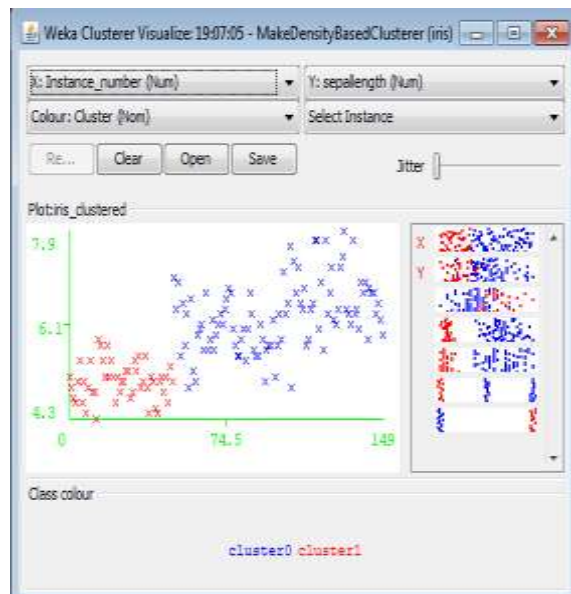 Weka Clusterer Visualize: 19:07:05 - MakeDensityBasedClusterer (iris)
X: Instance_number (Num)
Y: sepallength (Num)
Colour: Cluster (Nom)
Select Instance
Re...
Clear
Open
Save
Jitter
Plot:iris_clustered
7.9
6.1
4.3
0
74.5
149
X
Y
Class colour
cluster0 cluster1